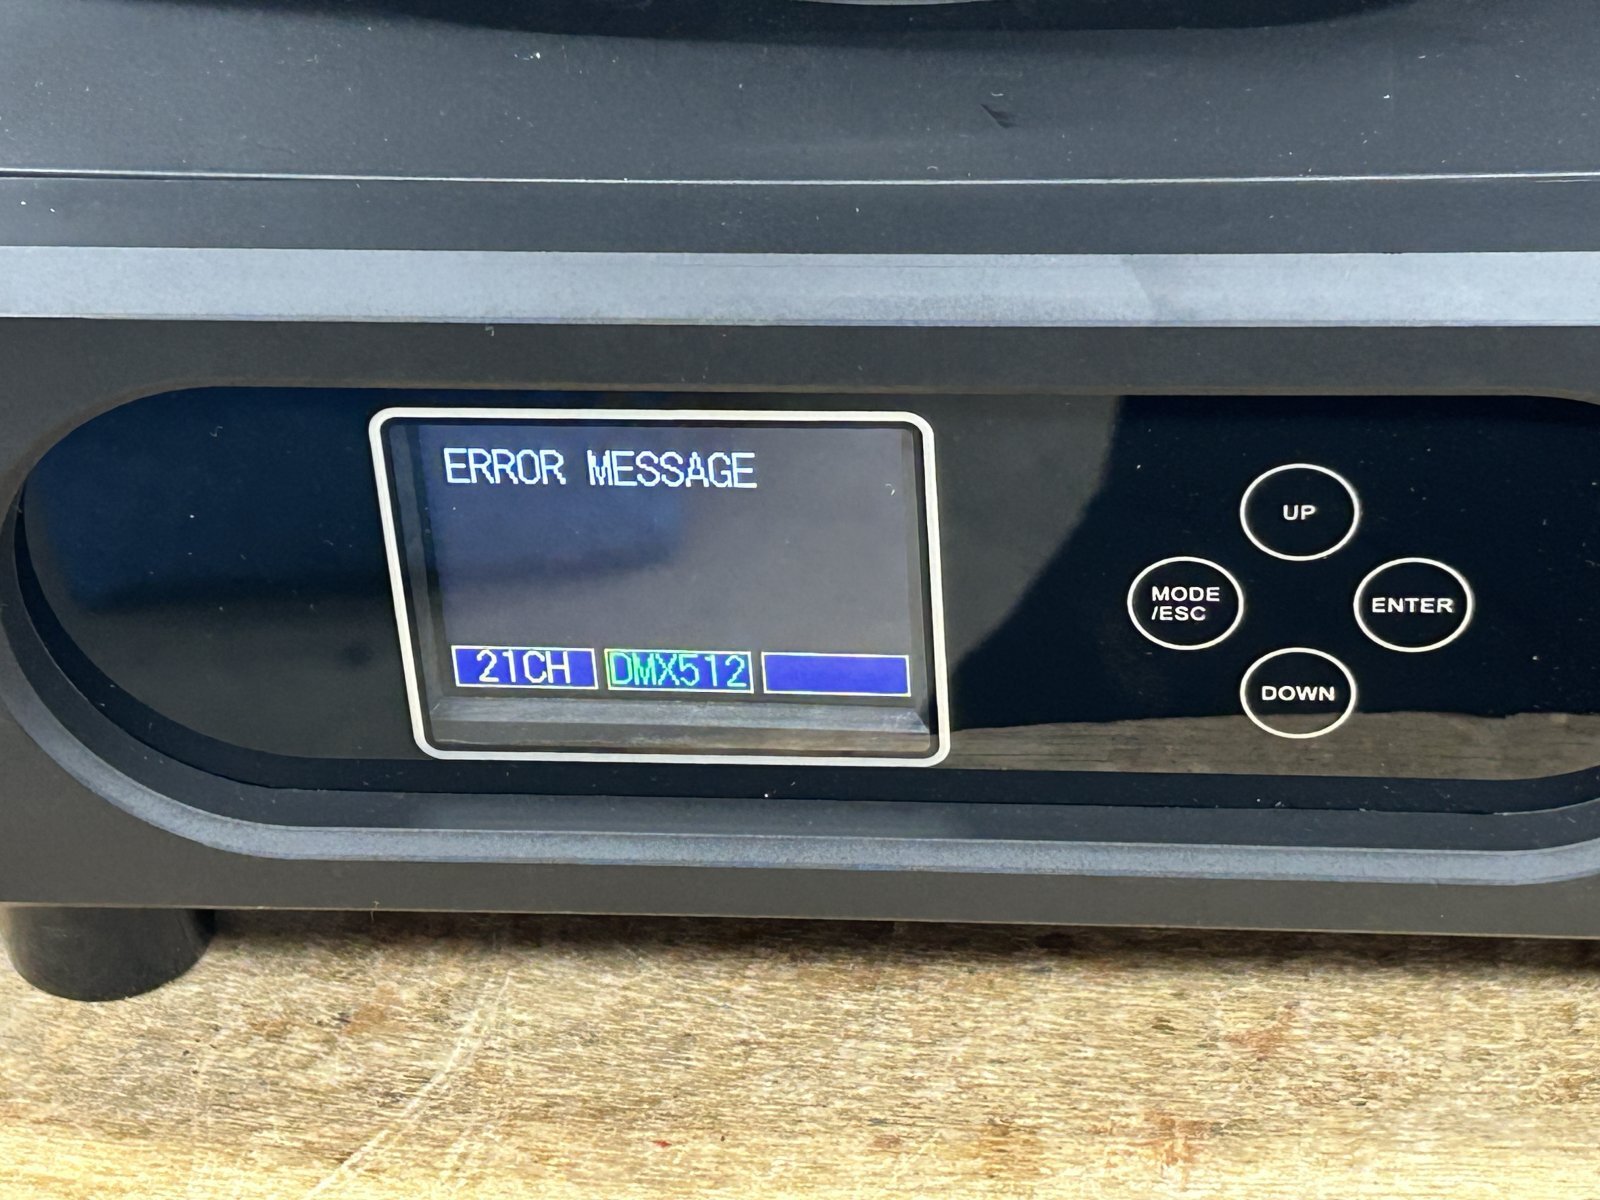 ERROR MESSAGE
21CH DMX512
UP
MODE
/ESC
ENTER
DOWN